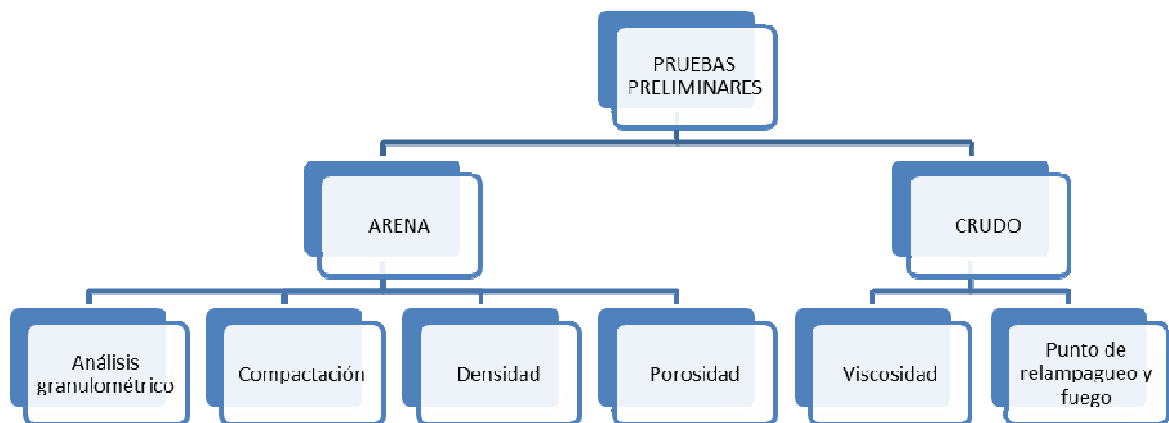 PRUEBAS
PRELIMINARES
ARENA
CRUDO
Análisis
granulométrico
Compactación
Densidad
Porosidad
Viscosidad
Punto de
relampagueo y
fuego